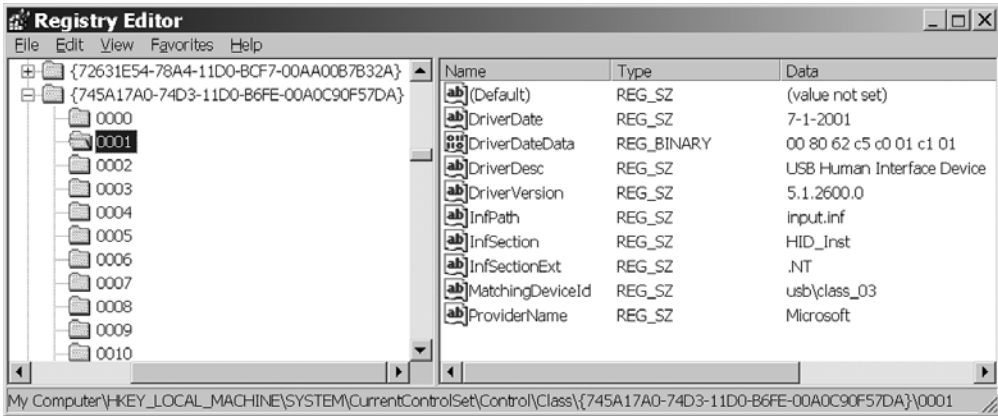 Registry Editor
File Edit View Favorites Help
{72631E54-78A4-11D0-BCF7-00AA00B7B32A}
{745A17A0-74D3-11D0-B6FE-00A0C90F57DA}
0000
0001
0002
0003
0004
0005
0006
0007
0008
0009
0010
Name Type Data
(Default) REG_SZ (value not set)
DriverDate REG_SZ 7-1-2001
DriverDateData REG_BINARY 00 80 62 c5 c0 01 c1 01
DriverDesc REG_SZ USB Human Interface Device
DriverVersion REG_SZ 5.1.2600.0
InfPath REG_SZ input.inf
InfSection REG_SZ HID_Inst
InfSectionExt REG_SZ .NT
MatchingDeviceId REG_SZ usb\class_03
ProviderName REG_SZ Microsoft
My Computer\HKEY_LOCAL_MACHINE\SYSTEM\CurrentControlSet\Control\Class\{745A17A0-74D3-11D0-B6FE-00A0C90F57DA}\0001